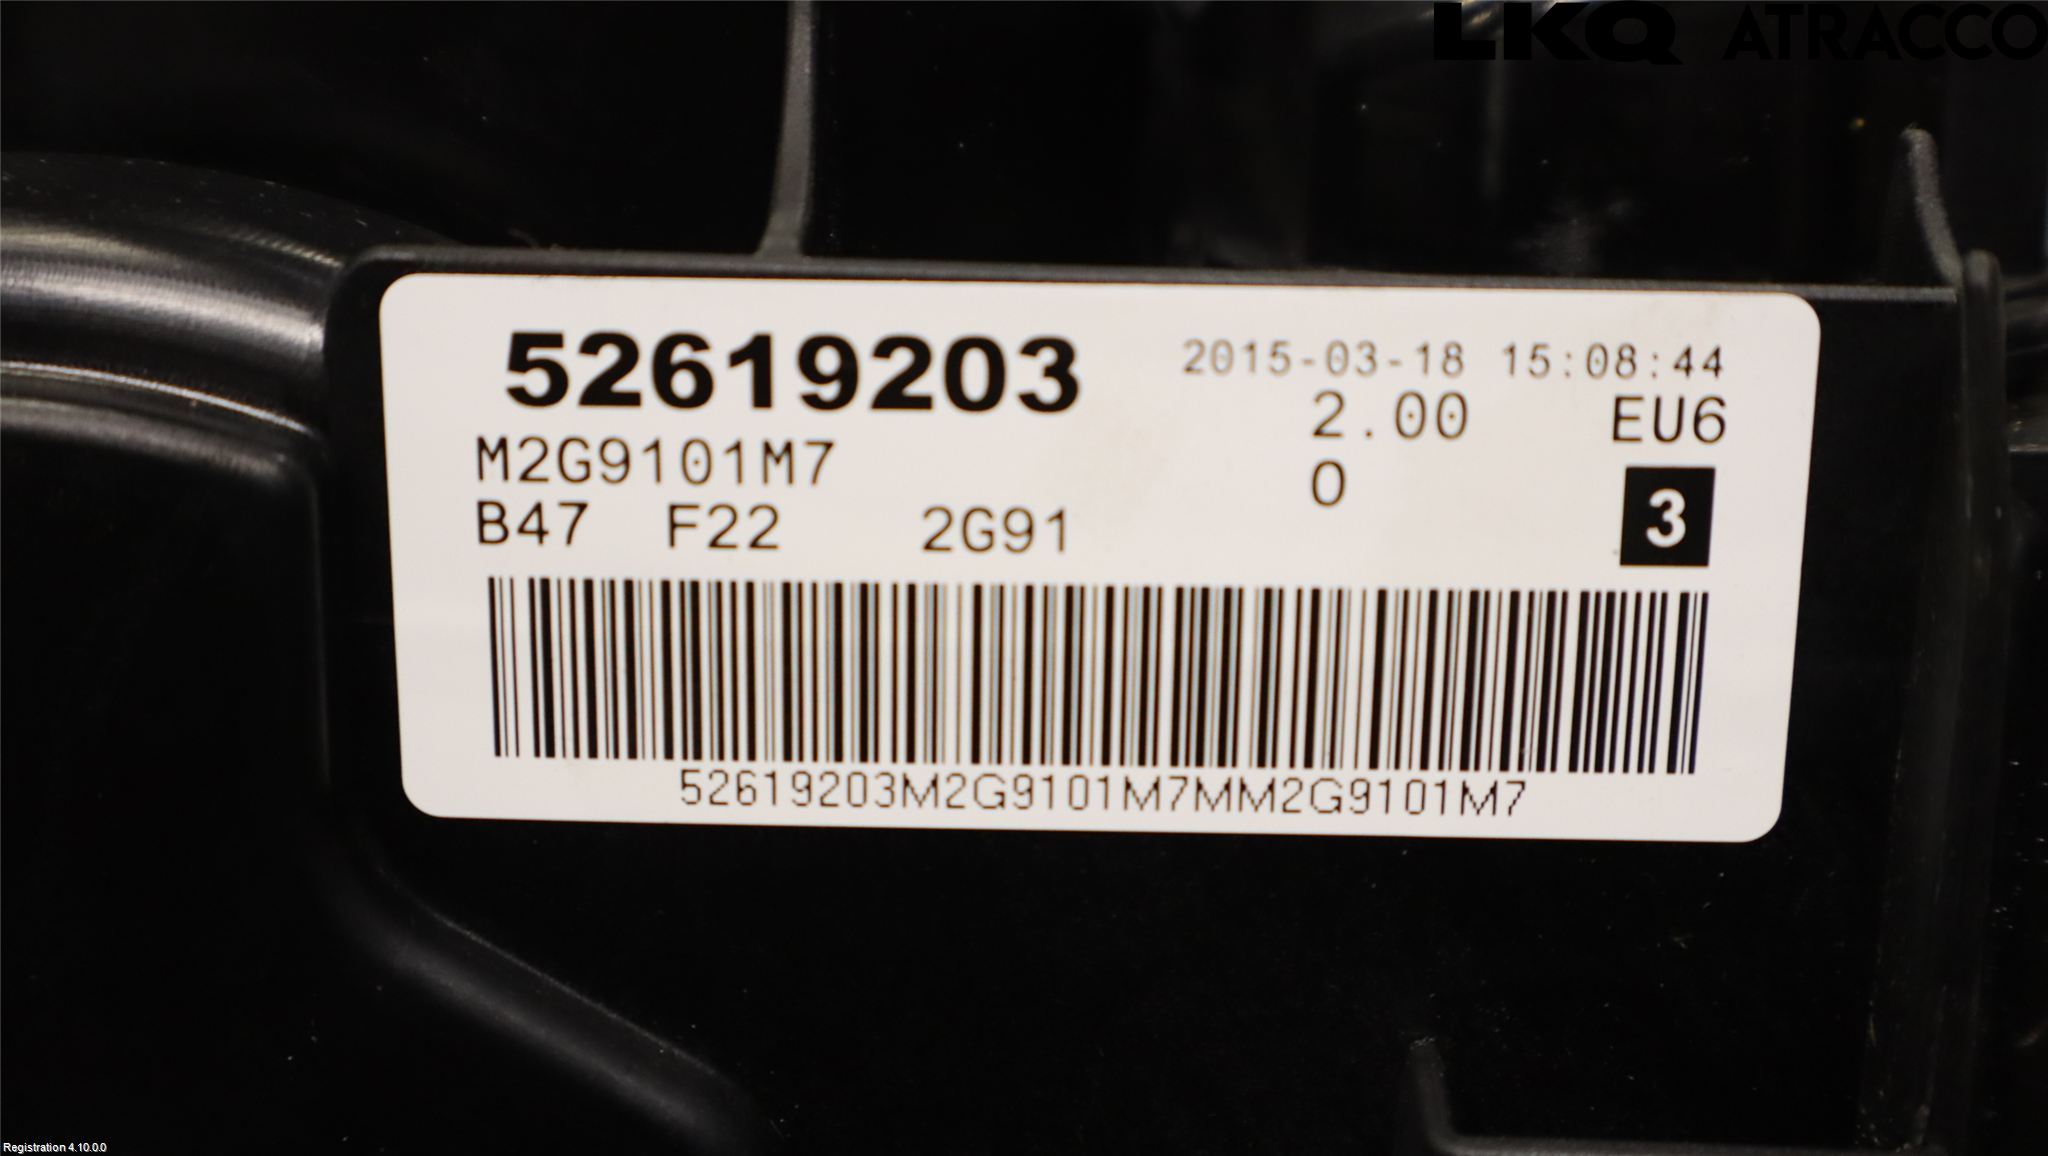 LKQ ATRACCO
52619203 2015-03-18 15:08:44
M2G9101M7 2.00 EU6
B47 F22 2G91 0 3
52619203M2G9101M7MM2G9101M7
Registration 4.10.0.0